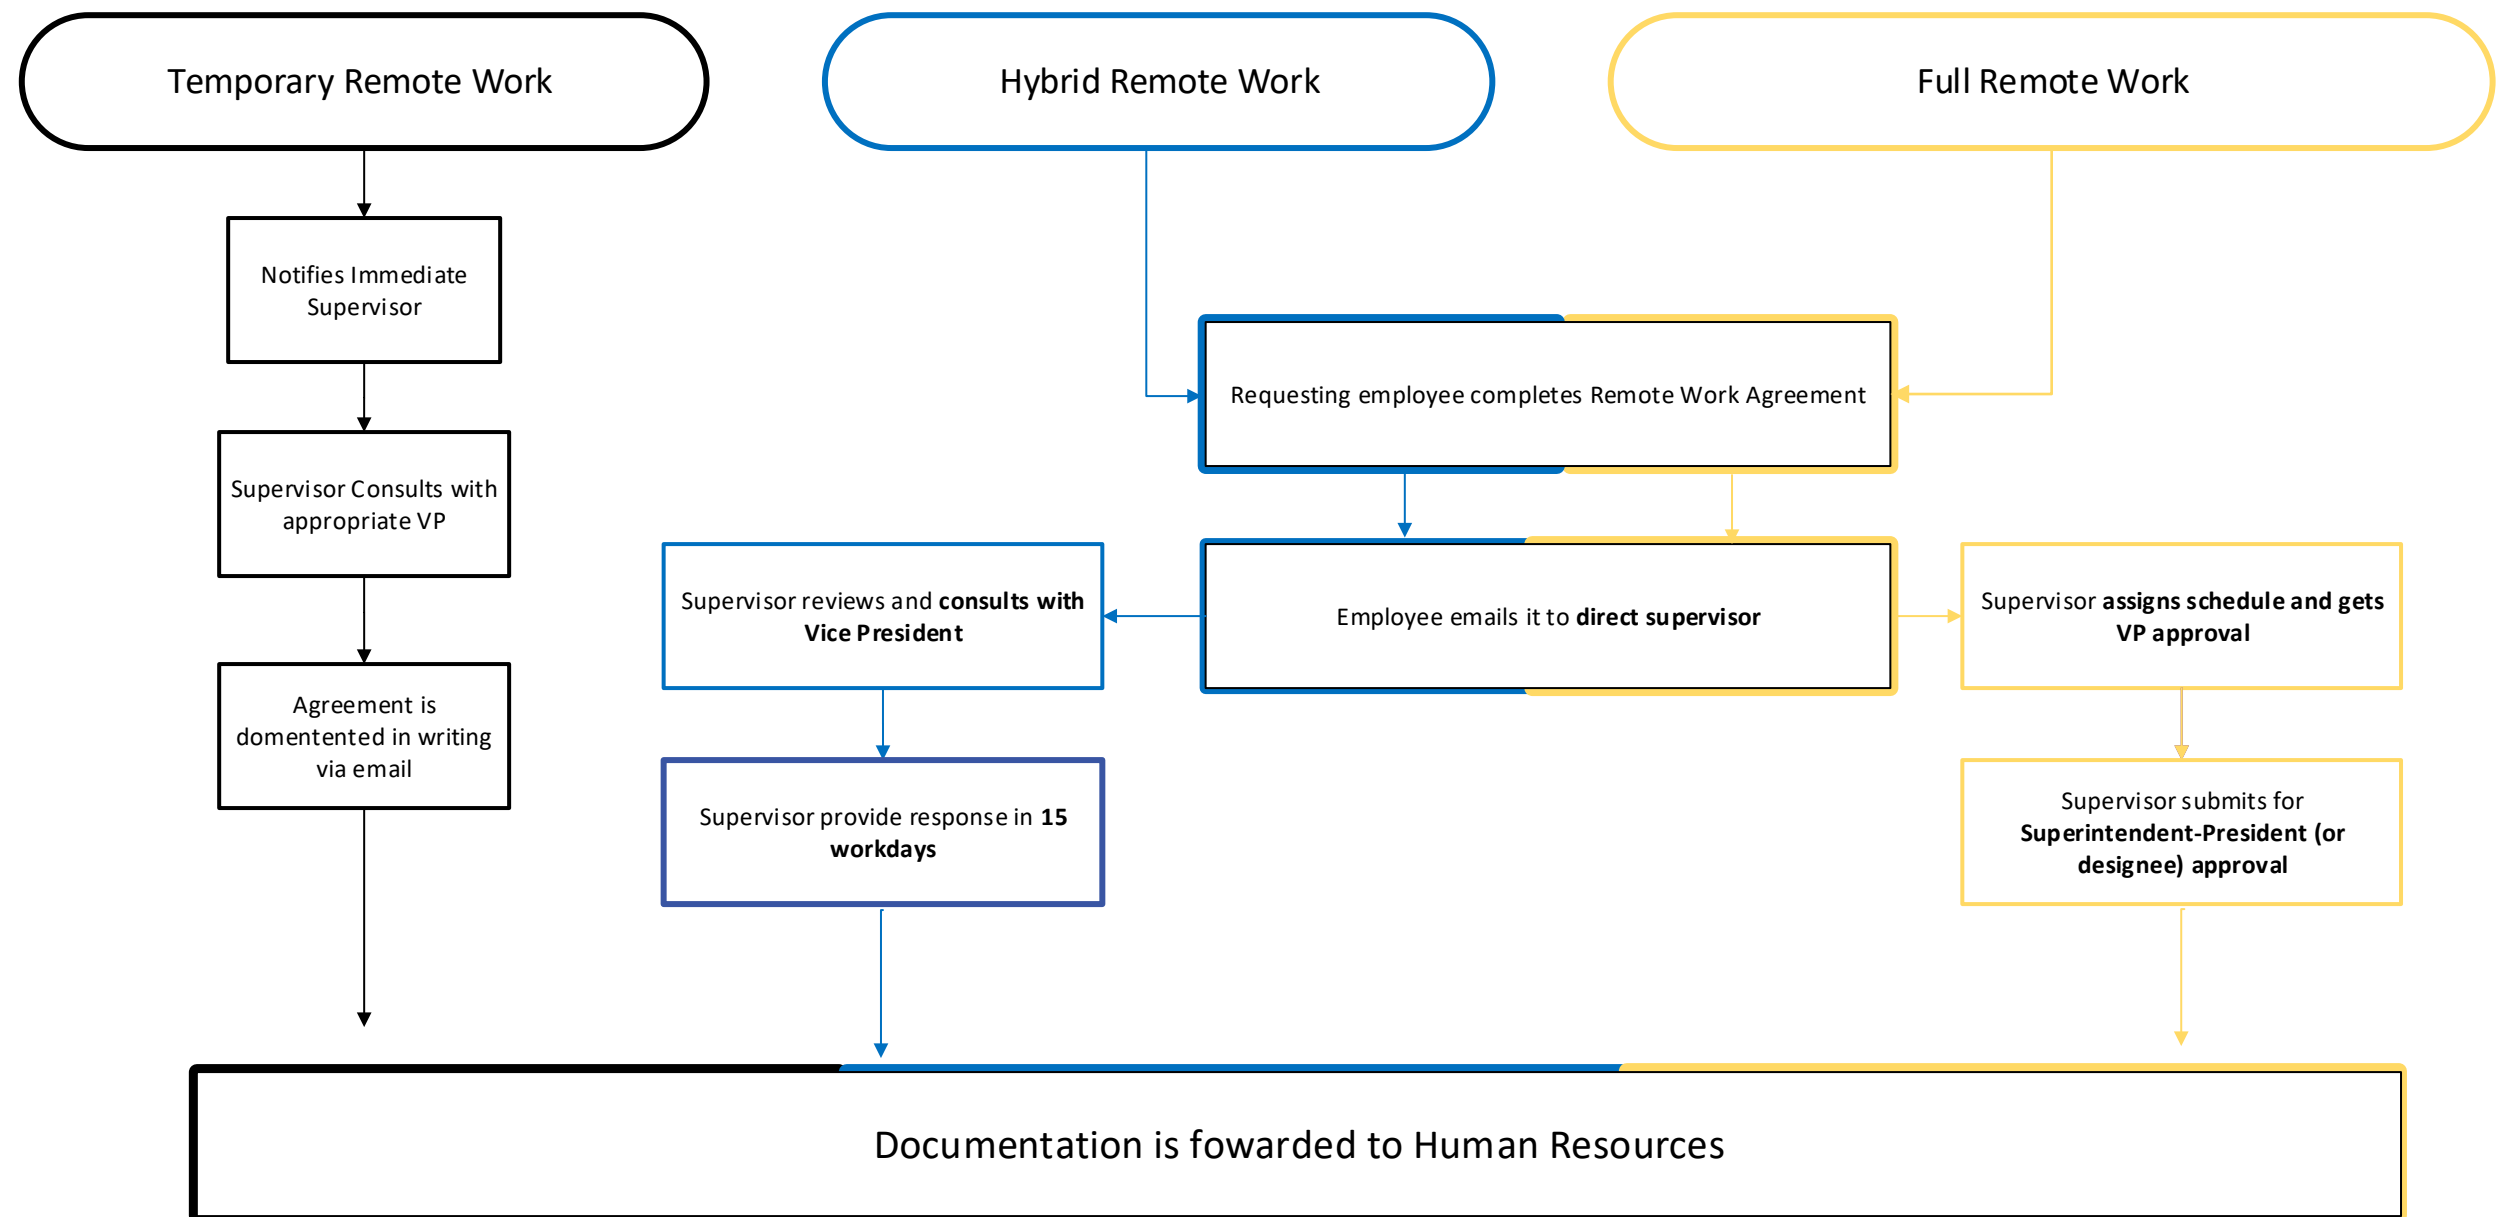 Temporary Remote Work
Hybrid Remote Work
Full Remote Work
Notifies Immediate
Supervisor
Supervisor Consults with
appropriate VP
Agreement is
domentented in writing
via email
Requesting employee completes Remote Work Agreement
Employee emails it to direct supervisor
Supervisor reviews and consults with
Vice President
Supervisor provide response in 15
workdays
Supervisor assigns schedule and gets
VP approval
Supervisor submits for
Superintendent-President (or
designee) approval
Documentation is fowarded to Human Resources